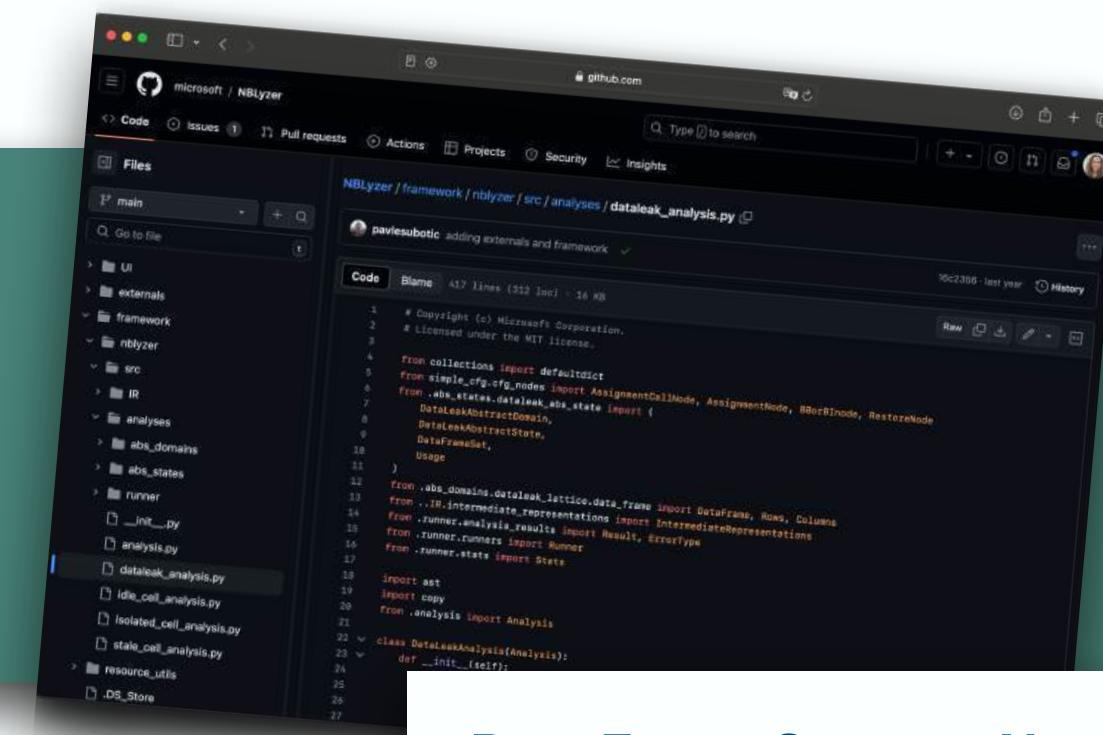 github.com
microsoft / NBLyzer
Type / to search
Code Issues 1 Pull requests Actions Projects Security Insights
Files
main
Go to file
t
UI
externals
framework
nblyzer
src
IR
analyses
abs_domains
abs_states
runner
__init__.py
analysis.py
dataleak_analysis.py
idle_cell_analysis.py
isolated_cell_analysis.py
stale_cell_analysis.py
resource_utils
.DS_Store
NBLyzer / framework / nblyzer / src / analyses / dataleak_analysis.py
pavlesubotic adding externals and framework
last year History
Code Blame 417 lines (312 loc) · 16 KB
Raw
1 # Copyright (c) Microsoft Corporation.
2 # Licensed under the MIT license.
3
4 from collections import defaultdict
5 from simple_cfg.cfg_nodes import AssignmentCallNode, AssignmentNode, BBorBInode, RestoreNode
6 from .abs_states.dataleak_abs_state import (
7 DataLeakAbstractDomain,
8 DataLeakAbstractState,
9 DataFrameSet,
10 Usage
11 )
12 from .abs_domains.dataleak_lattice.data_frame import DataFrame, Rows, Columns
13 from ..IR.intermediate_representations import IntermediateRepresentations
14 from .runner.analysis_results import Result, ErrorType
15 from .runner.runners import Runner
16 from .runner.stats import Stats
17
18 import ast
19 import copy
20 from .analysis import Analysis
21
22 class DataLeakAnalysis(Analysis):
23 def __init__(self):
24
25
26
27